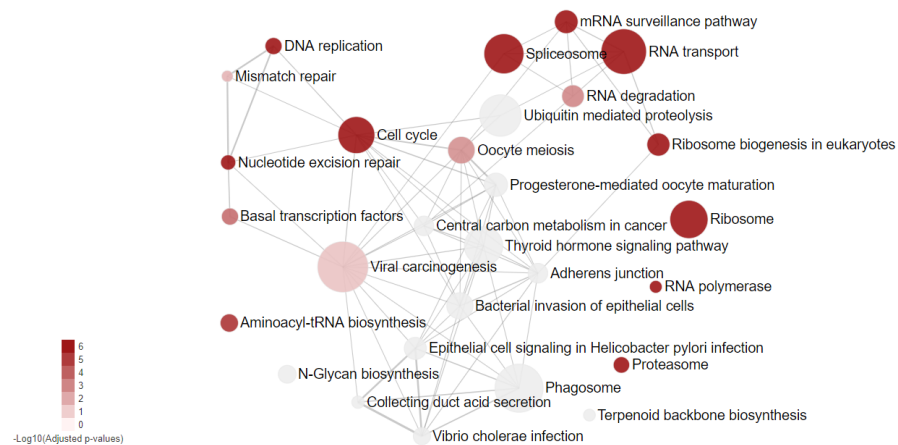 mRNA surveillance pathway
DNA replication
Spliceosome
RNA transport
Mismatch repair
RNA degradation
Ubiquitin mediated proteolysis
Cell cycle
Ribosome biogenesis in eukaryotes
Oocyte meiosis
Nucleotide excision repair
Progesterone-mediated oocyte maturation
Basal transcription factors
Ribosome
Central carbon metabolism in cancer
Thyroid hormone signaling pathway
Viral carcinogenesis
Adherens junction
RNA polymerase
Bacterial invasion of epithelial cells
Aminoacyl-tRNA biosynthesis
Epithelial cell signaling in Helicobacter pylori infection
Proteasome
N-Glycan biosynthesis
Phagosome
Collecting duct acid secretion
Terpenoid backbone biosynthesis
Vibrio cholerae infection
6
5
4
3
2
1
0
-Log10(Adjusted p-values)